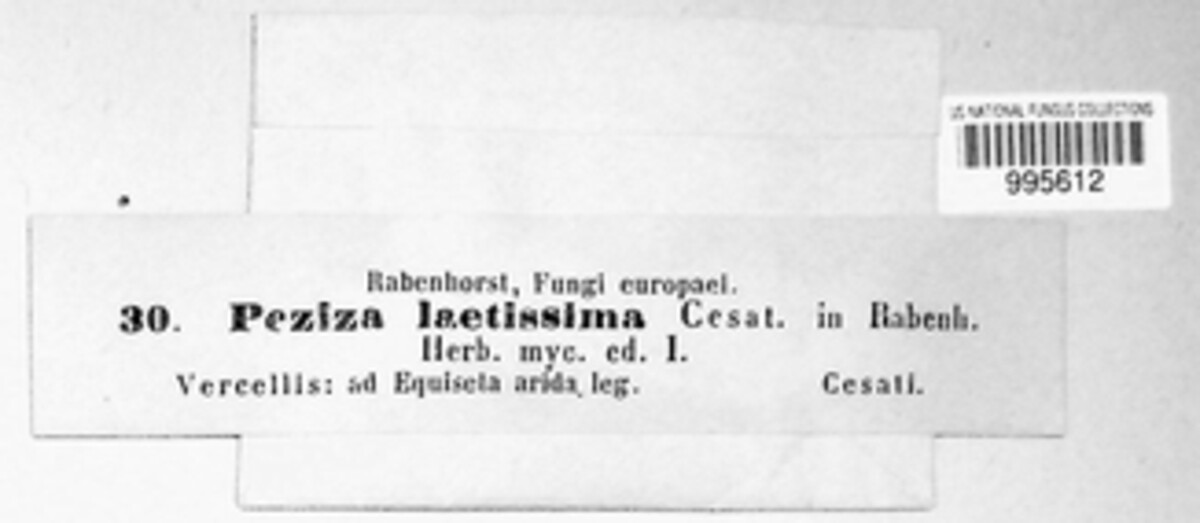 US NATIONAL FUNGUS COLLECTIONS
995612
Rabenhorst, Fungi europaei.
30. Peziza laetissima Cesat. in Rabenh.
Herb. myc. ed. I.
Vercellis: ad Equiseta arida, leg. Cesati.